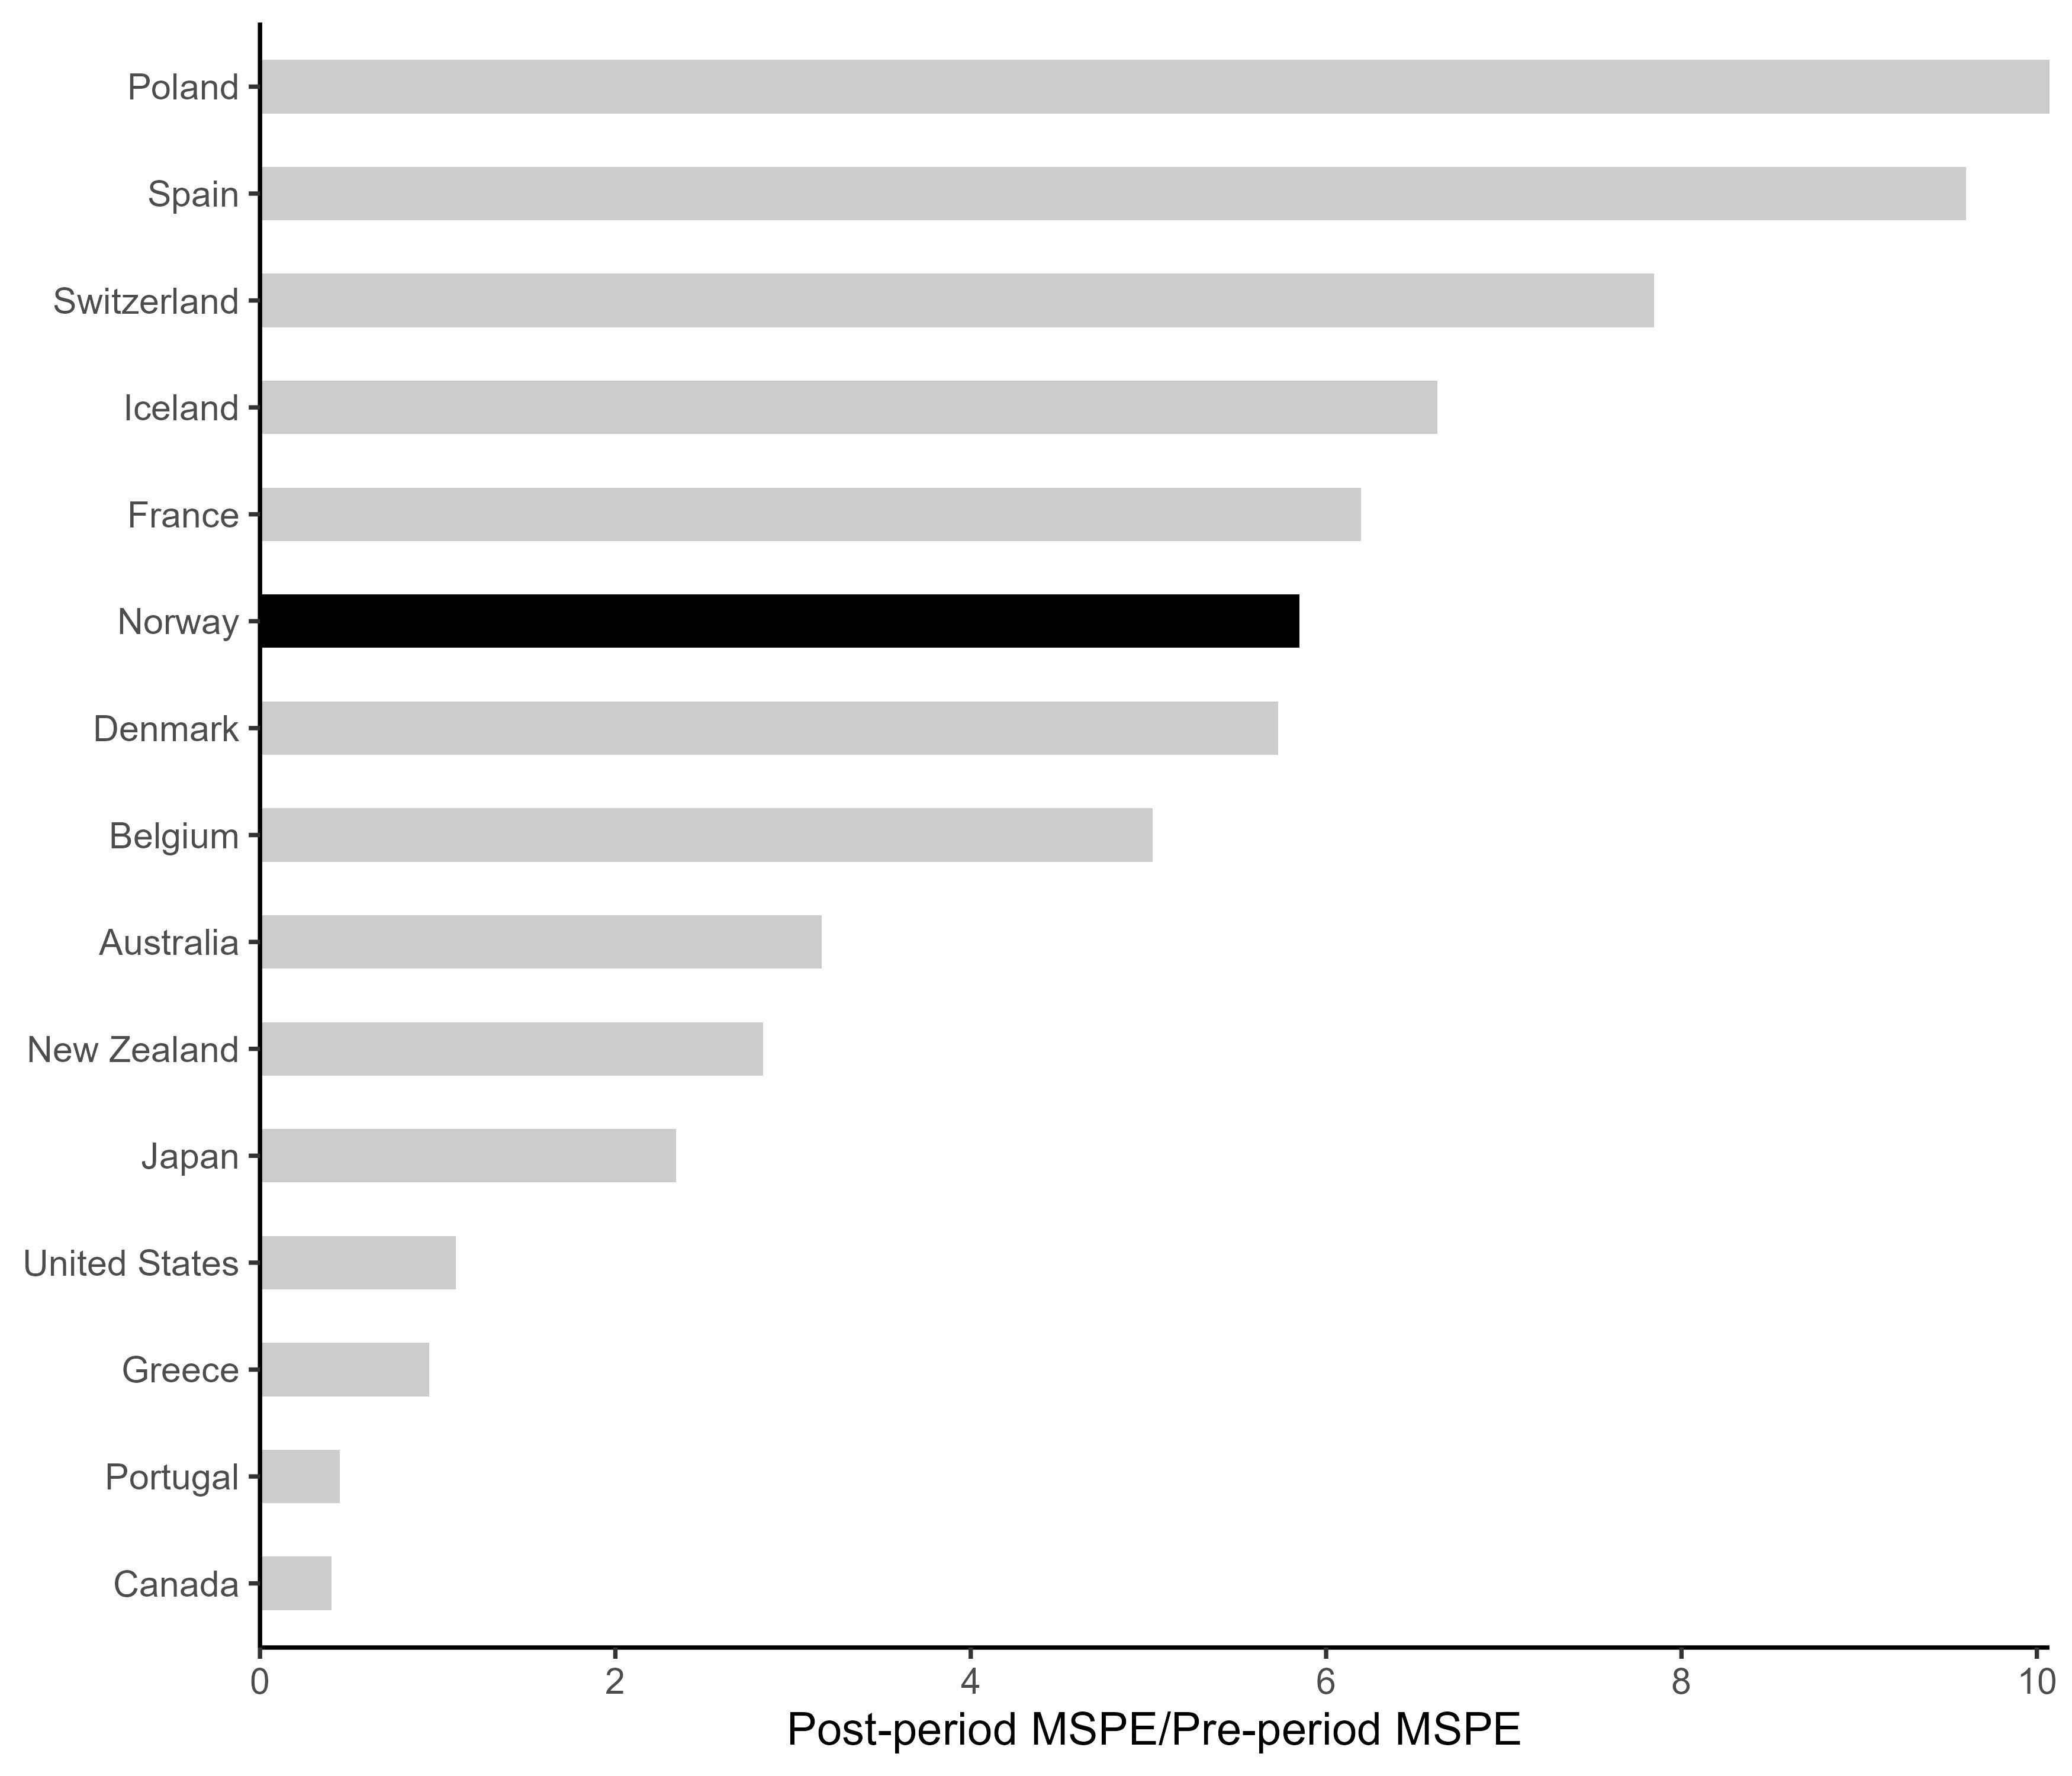 Poland
Spain
Switzerland
Iceland
France
Norway
Denmark
Belgium
Australia
New Zealand
Japan
United States
Greece
Portugal
Canada
0 2 4 6 8 10
Post-period MSPE/Pre-period MSPE